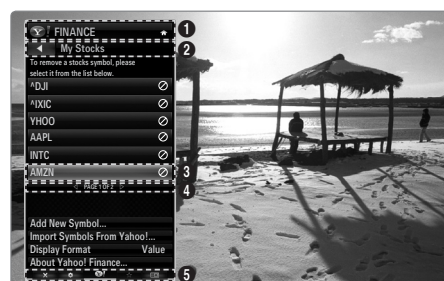 Y! FINANCE
1
My Stocks
2
To remove a stocks symbol, please
select it from the list below.
^DJI
^IXIC
YHOO
AAPL
INTC
AMZN
3
PAGE 1 OF 2
4
Add New Symbol...
Import Symbols From Yahoo!...
Display Format Value
About Yahoo! Finance...
5